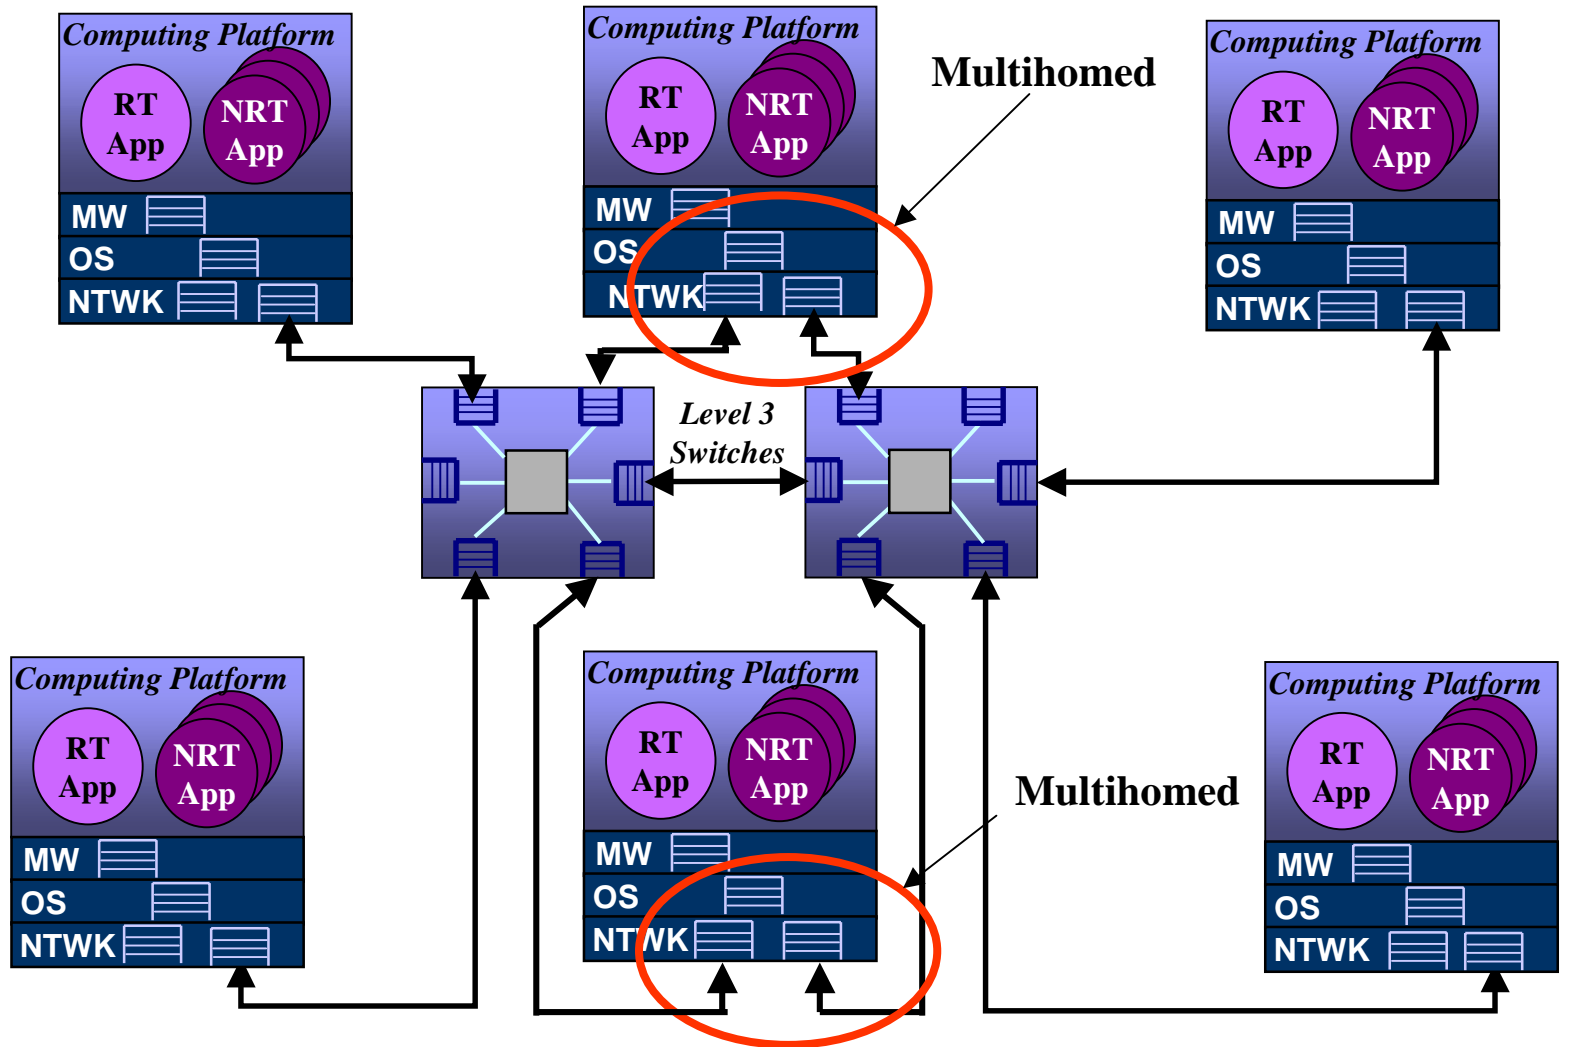 Computing Platform
RT
App
NRT
App
MW
OS
NTWK
Computing Platform
RT
App
NRT
App
MW
OS
NTWK
Multihomed
Computing Platform
RT
App
NRT
App
MW
OS
NTWK
Level 3
Switches
Computing Platform
RT
App
NRT
App
MW
OS
NTWK
Computing Platform
RT
App
NRT
App
MW
OS
NTWK
Multihomed
Computing Platform
RT
App
NRT
App
MW
OS
NTWK